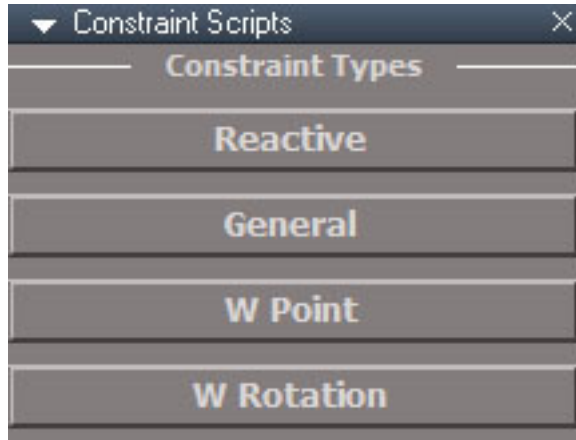 Constraint Scripts
Constraint Types
Reactive
General
W Point
W Rotation